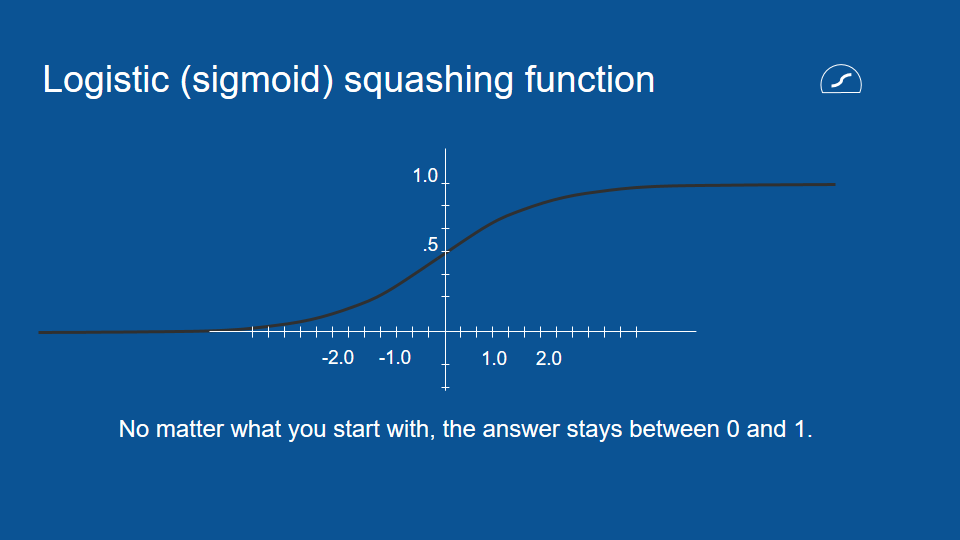 Logistic (sigmoid) squashing function
1.0
.5
-2.0 -1.0 1.0 2.0
No matter what you start with, the answer stays between 0 and 1.